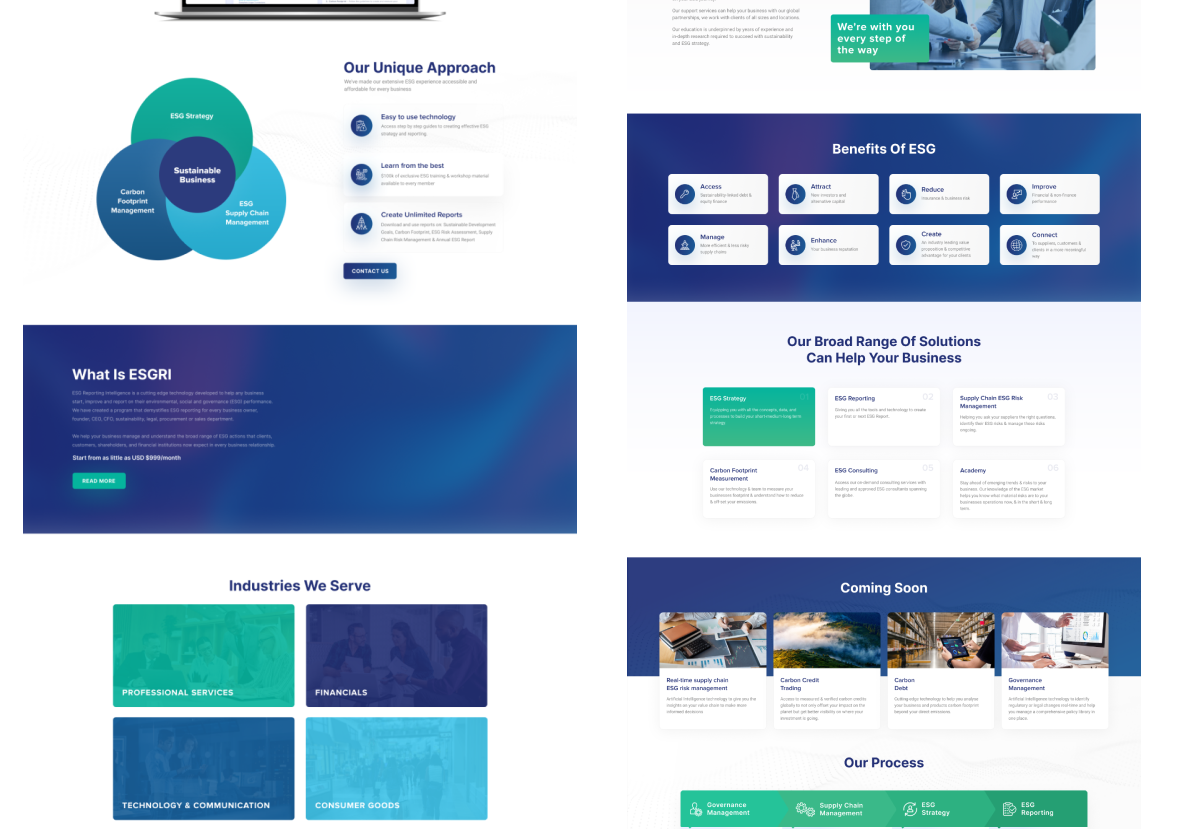 Our Unique Approach
We've made our extensive ESG experience accessible and
affordable for every business
ESG Strategy
Sustainable
Business
Carbon
Footprint
Management
ESG
Supply Chain
Management
Easy to use technology
Access step by step guides to creating effective ESG
strategy and reporting.
Learn from the best
$100k of exclusive ESG training & workshop material
available to every member
Create Unlimited Reports
Download and use reports on: Sustainable Development
Goals, Carbon Footprint, ESG Risk Assessment, Supply
Chain Risk Management & Annual ESG Report
CONTACT US
What Is ESGRI
ESG Reporting Intelligence is a cutting edge technology developed to help any business
start, improve and report on their environmental, social and governance (ESG) performance.
We have created a program that demystifies ESG reporting for every business owner,
founder, CEO, CFO, sustainability, legal, procurement or sales department.
We help your business manage and understand the broad range of ESG actions that clients,
customers, shareholders, and financial institutions now expect in every business relationship.
Start from as little as USD $999/month
READ MORE
Industries We Serve
PROFESSIONAL SERVICES
FINANCIALS
TECHNOLOGY & COMMUNICATION
CONSUMER GOODS
Our support services can help your business with our global
partnerships, we work with clients of all sizes and locations
Our education is underpinned by years of experience and
in-depth research required to succeed with sustainability
and ESG strategy.
We're with you
every step of
the way
Benefits Of ESG
Access
Sustainability linked debt &
equity finance
Attract
New investors and
alternative capital
Reduce
Insurance & business risk
Improve
Financial & non-finance
performance
Manage
More efficient & less risky
supply chains
Enhance
Your business reputation
Create
An industry leading value
proposition & competitive
advantage for your clients
Connect
To suppliers, customers &
clients in a more meaningful
way
Our Broad Range Of Solutions
Can Help Your Business
ESG Strategy 01
Equipping you with all the concepts, data, and
processes to build your short medium long-term
strategy
ESG Reporting 02
Giving you all the tools and technology to create
your first or next ESG Report.
Supply Chain ESG Risk 03
Management
Helping you ask your suppliers the right questions,
identify their ESG risks & manage those risks
ongoing.
Carbon Footprint 04
Measurement
Use our technology & team to measure your
businesses footprint & understand how to reduce
& off-set your emissions
ESG Consulting 05
Access our on-demand consulting services with
leading and approved ESG consultants spanning
the globe
Academy 06
Stay ahead of emerging trends & risks to your
business. Our knowledge of the ESG market
helps you know what material risks are to your
businesses operations now, & in the short & long
term.
Coming Soon
Real-time supply chain
ESG risk management
Artificial intelligence technology to give you the
insights on your value chain to make more
informed decisions
Carbon Credit
Trading
Access to measured & verified carbon credits
globally to not only offset your impact on the
planet but get better visibility on where your
investment is going.
Carbon
Debt
Cutting edge technology to help you analyse
your business and products carbon footprint
beyond your client emissions
Governance
Management
Artificial intelligence technology to identify
regulatory or legal changes real time and help
you manage a comprehensive policy library in
one place.
Our Process
Governance
Management
Supply Chain
Management
ESG
Strategy
ESG
Reporting